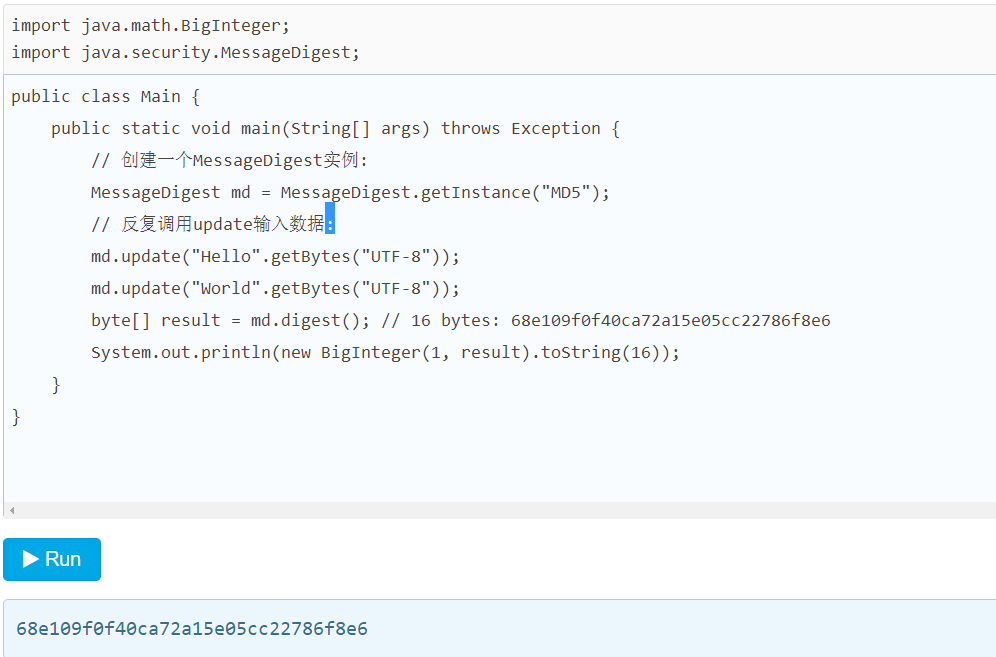 import java.math.BigInteger;
import java.security.MessageDigest;
public class Main {
    public static void main(String[] args) throws Exception {
        // 创建一个MessageDigest实例:
        MessageDigest md = MessageDigest.getInstance("MD5");
        // 反复调用update输入数据:
        md.update("Hello".getBytes("UTF-8"));
        md.update("World".getBytes("UTF-8"));
        byte[] result = md.digest(); // 16 bytes: 68e109f0f40ca72a15e05cc22786f8e6
        System.out.println(new BigInteger(1, result).toString(16));
    }
}
Run
68e109f0f40ca72a15e05cc22786f8e6